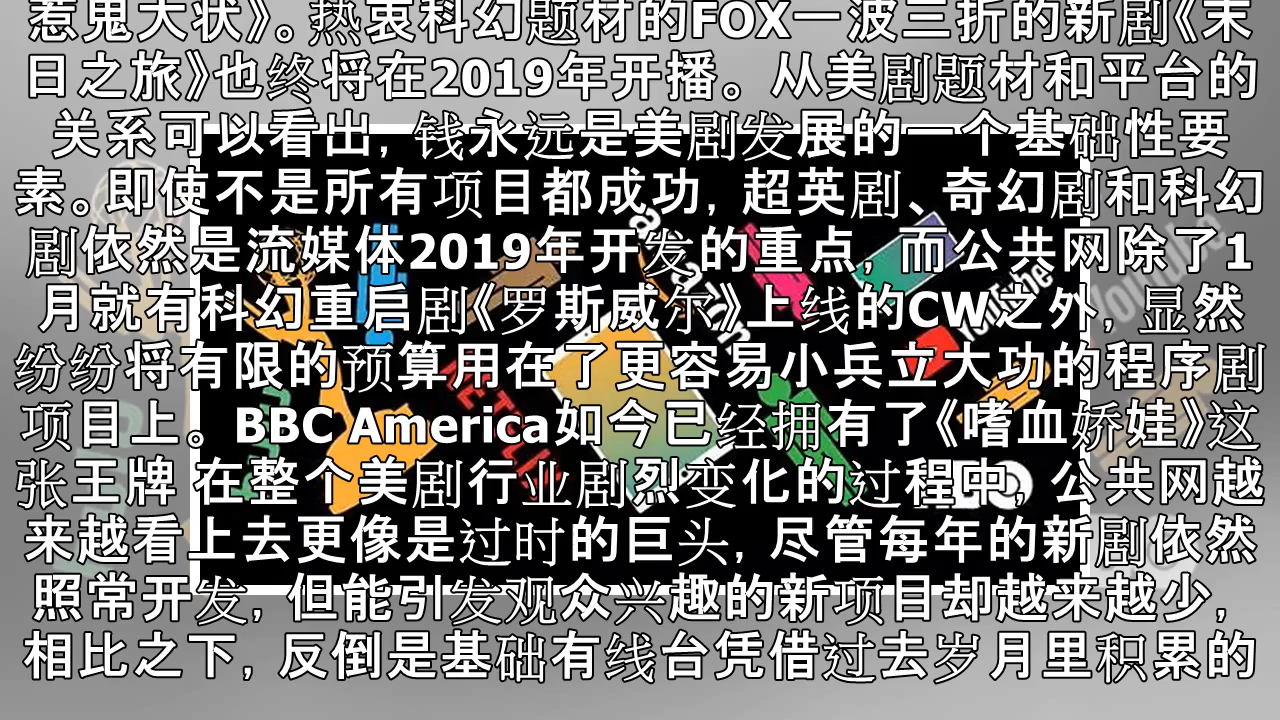 惹鬼大状》。热衷科幻题材的FOX一波三折的新剧《末
日之旅》也终将在2019年开播。从美剧题材和平台的
关系可以看出,钱永远是美剧发展的一个基础性要
素。即使不是所有项目都成功,超英剧、奇幻剧和科幻
剧依然是流媒体2019年开发的重点,而公共网除了1
月就有科幻重启剧《罗斯威尔》上线的CW之外,显然
纷纷将有限的预算用在了更容易小兵立大功的程序剧
项目上。BBC America如今已经拥有了《嗜血娇娃》这
张王牌 在整个美剧行业剧烈变化的过程中,公共网越
来越看上去更像是过时的巨头,尽管每年的新剧依然
照常开发,但能引发观众兴趣的新项目却越来越少,
相比之下,反倒是基础有线台凭借过去岁月里积累的
YouTube